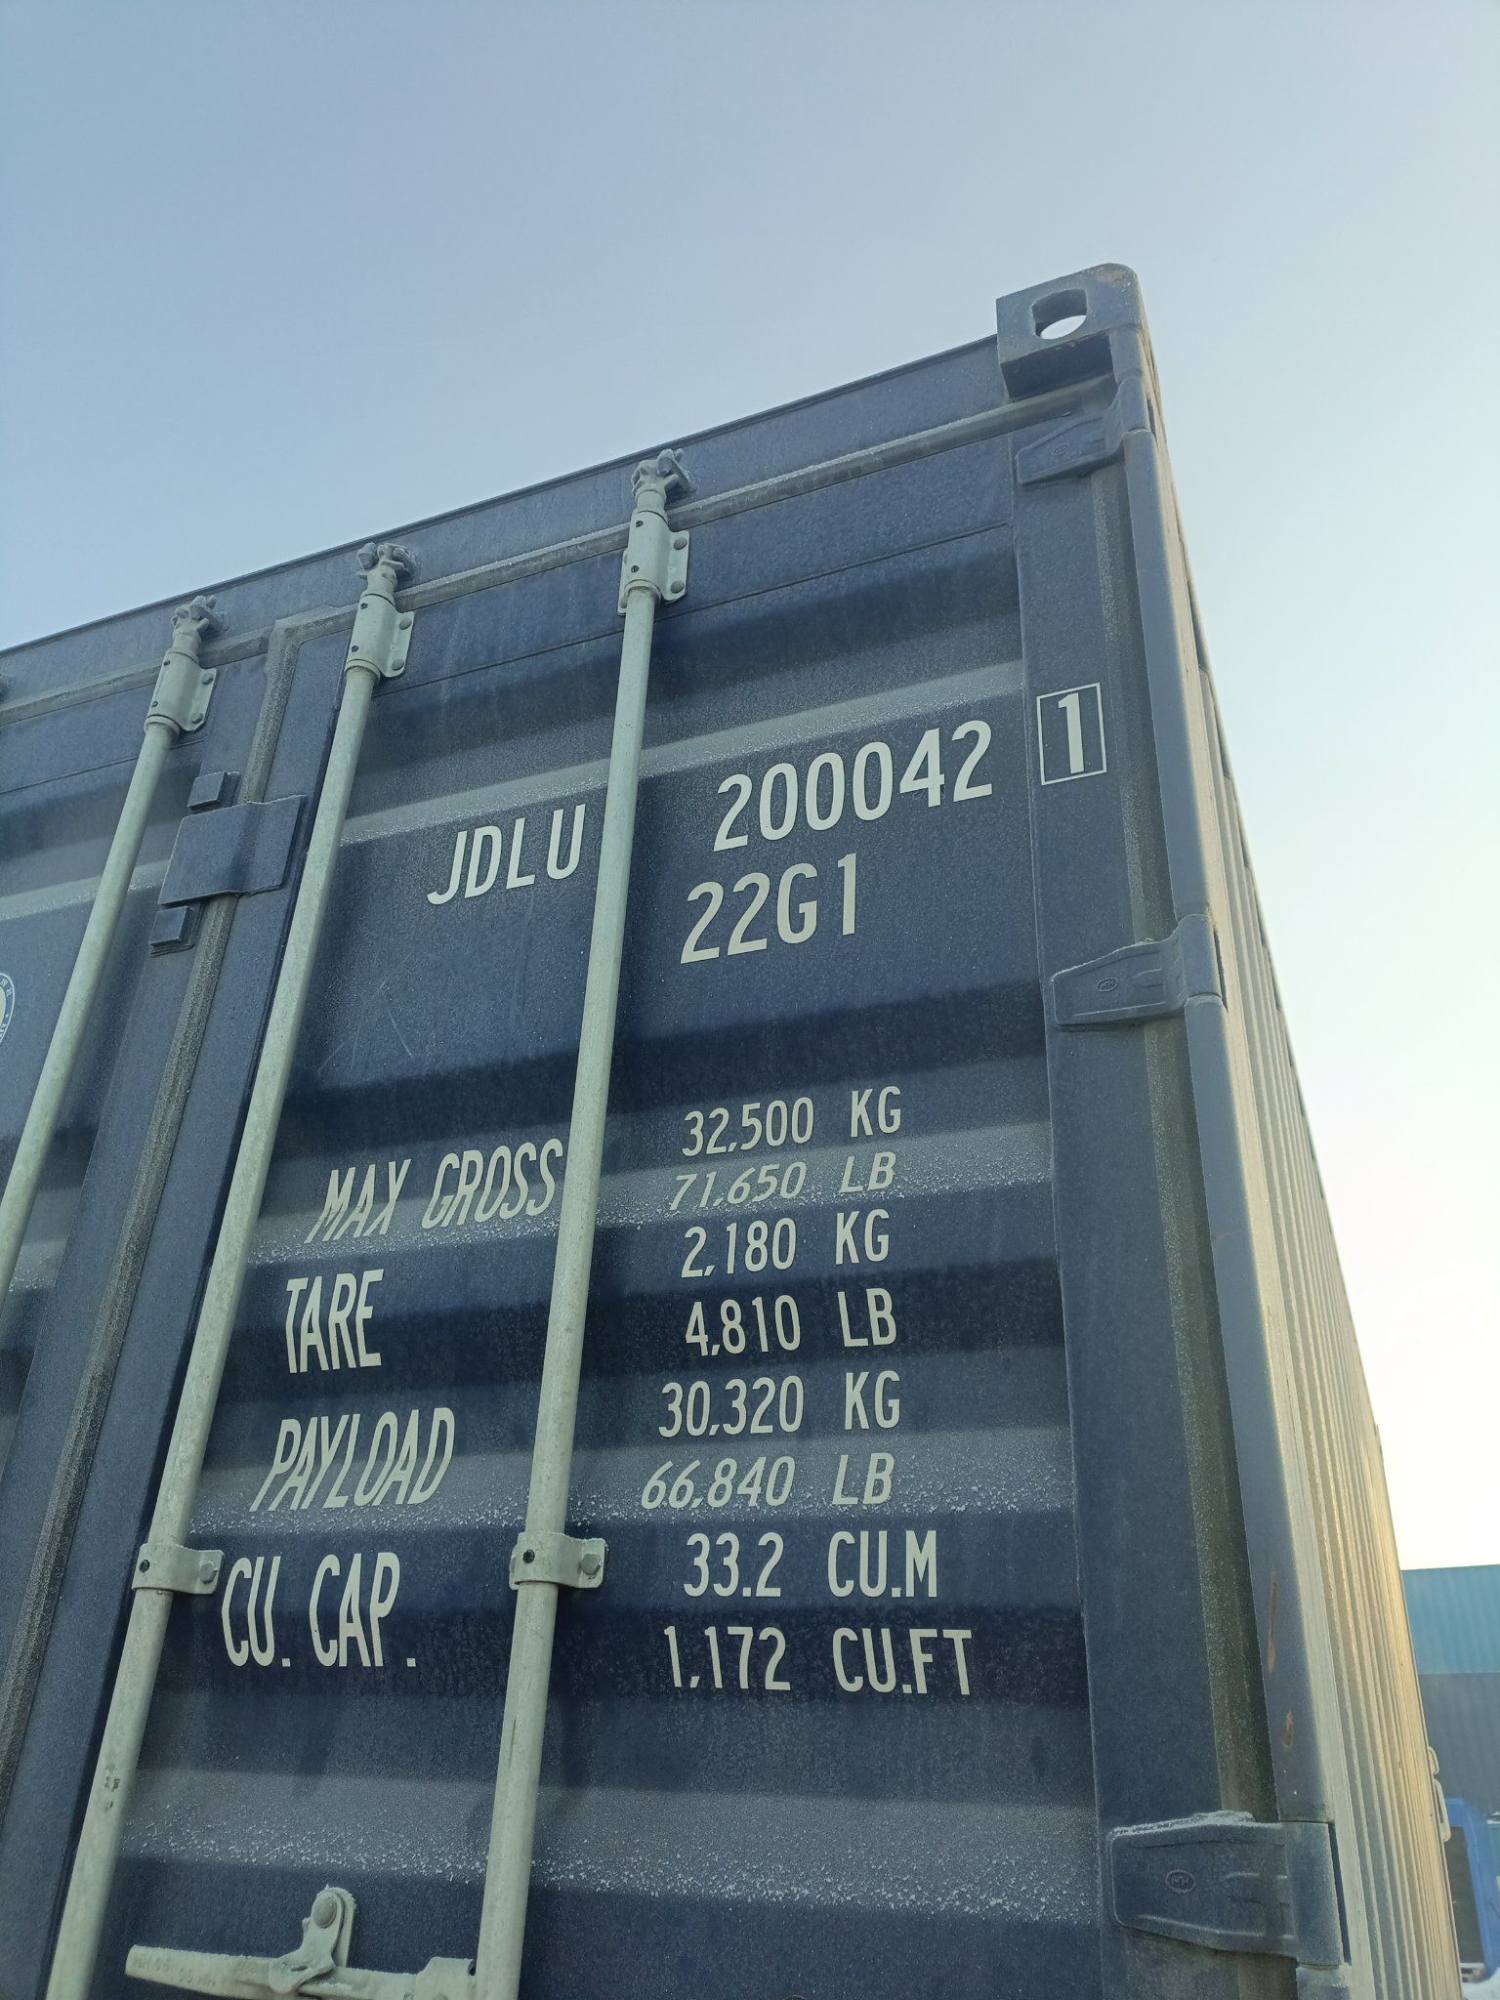 JDLU 200042 1
22G1
MAX GROSS 32,500 KG
71,650 LB
TARE 2,180 KG
4,810 LB
PAYLOAD 30,320 KG
66,840 LB
CU. CAP. 33.2 CU.M
1,172 CU.FT